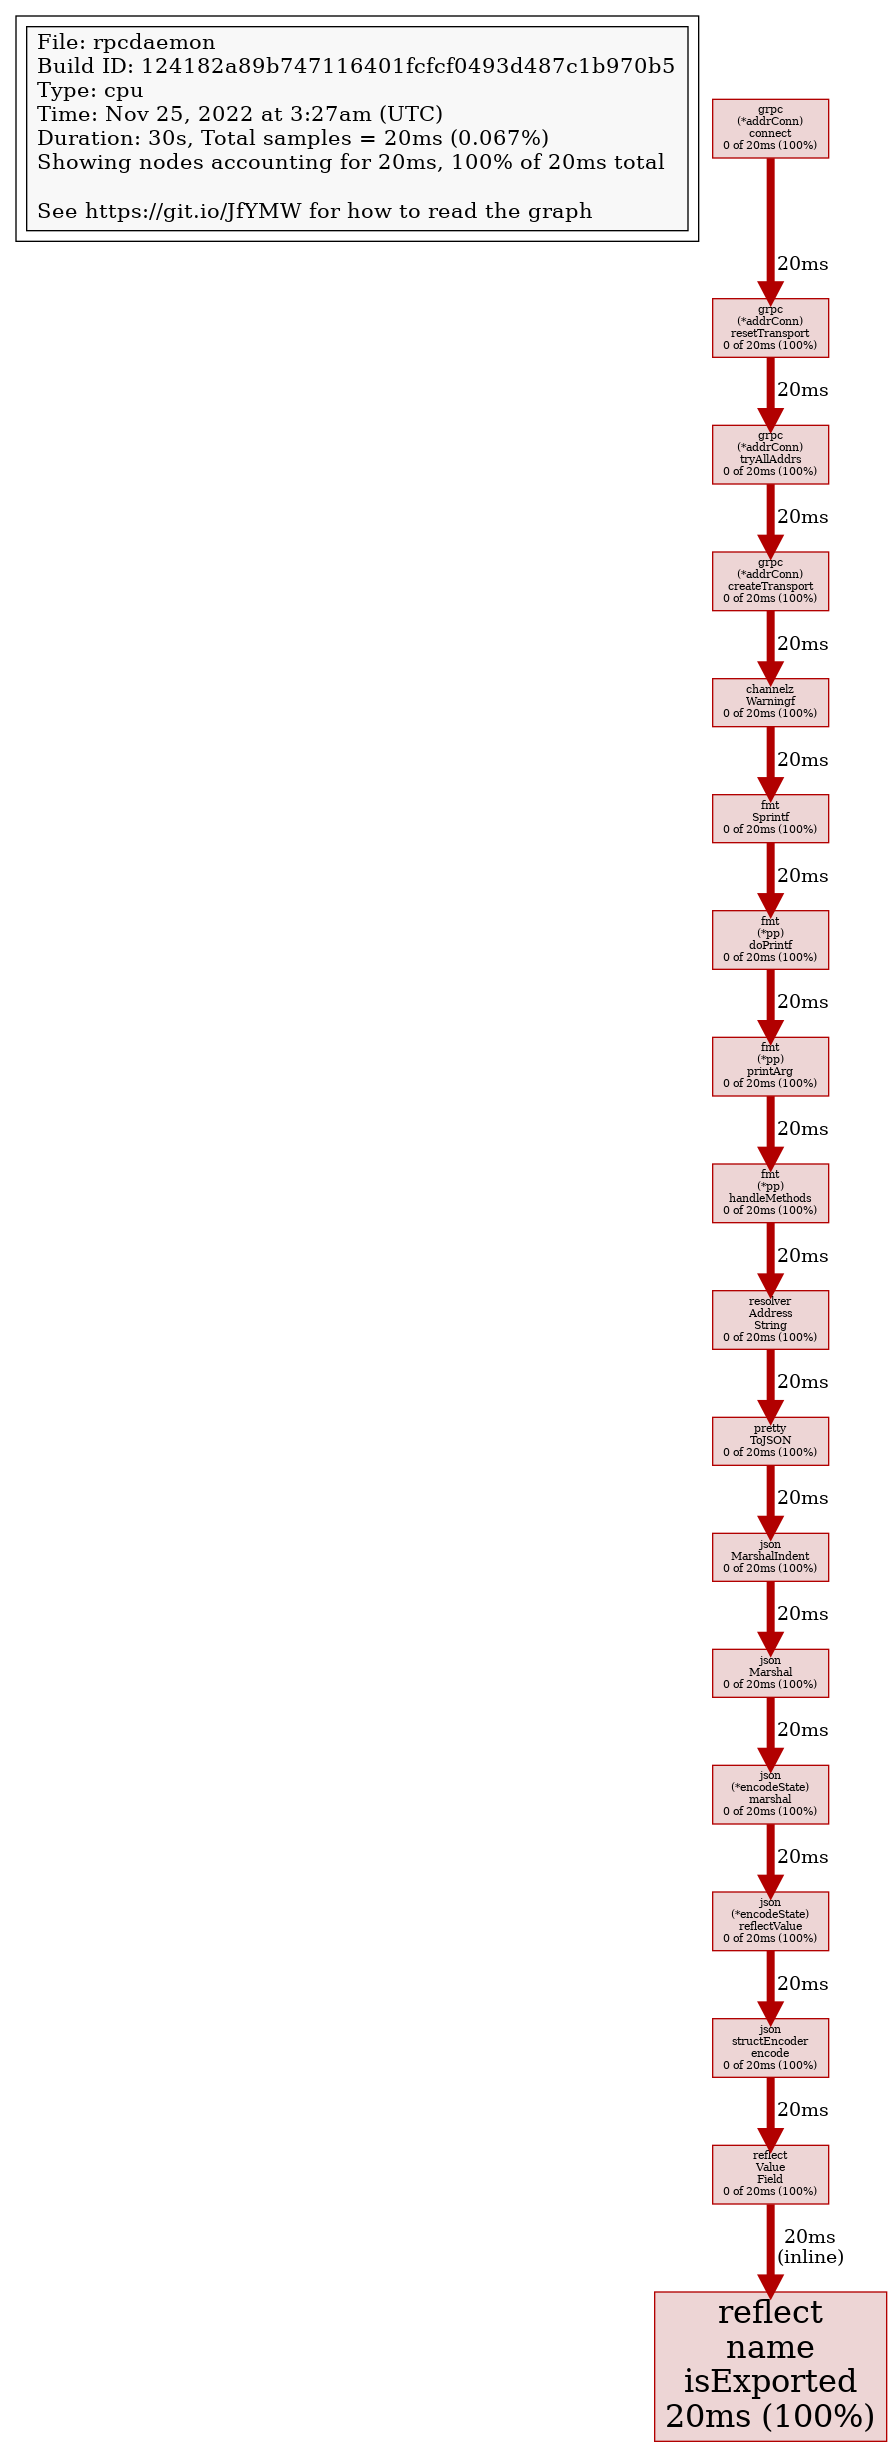 File: rpcdaemon
Build ID: 124182a89b747116401fcfcf0493d487c1b970b5
Type: cpu
Time: Nov 25, 2022 at 3:27am (UTC)
Duration: 30s, Total samples = 20ms (0.067%)
Showing nodes accounting for 20ms, 100% of 20ms total
See https://git.io/JfYMW for how to read the graph
grpc
(*addrConn)
connect
0 of 20ms (100%)
20ms
grpc
(*addrConn)
resetTransport
0 of 20ms (100%)
20ms
grpc
(*addrConn)
tryAllAddrs
0 of 20ms (100%)
20ms
grpc
(*addrConn)
createTransport
0 of 20ms (100%)
20ms
channelz
Warningf
0 of 20ms (100%)
20ms
fmt
Sprintf
0 of 20ms (100%)
20ms
fmt
(*pp)
doPrintf
0 of 20ms (100%)
20ms
fmt
(*pp)
printArg
0 of 20ms (100%)
20ms
fmt
(*pp)
handleMethods
0 of 20ms (100%)
20ms
resolver
Address
String
0 of 20ms (100%)
20ms
pretty
ToJSON
0 of 20ms (100%)
20ms
json
MarshalIndent
0 of 20ms (100%)
20ms
json
Marshal
0 of 20ms (100%)
20ms
json
(*encodeState)
marshal
0 of 20ms (100%)
20ms
json
(*encodeState)
reflectValue
0 of 20ms (100%)
20ms
json
structEncoder
encode
0 of 20ms (100%)
20ms
reflect
Value
Field
0 of 20ms (100%)
20ms
(inline)
reflect
name
isExported
20ms (100%)